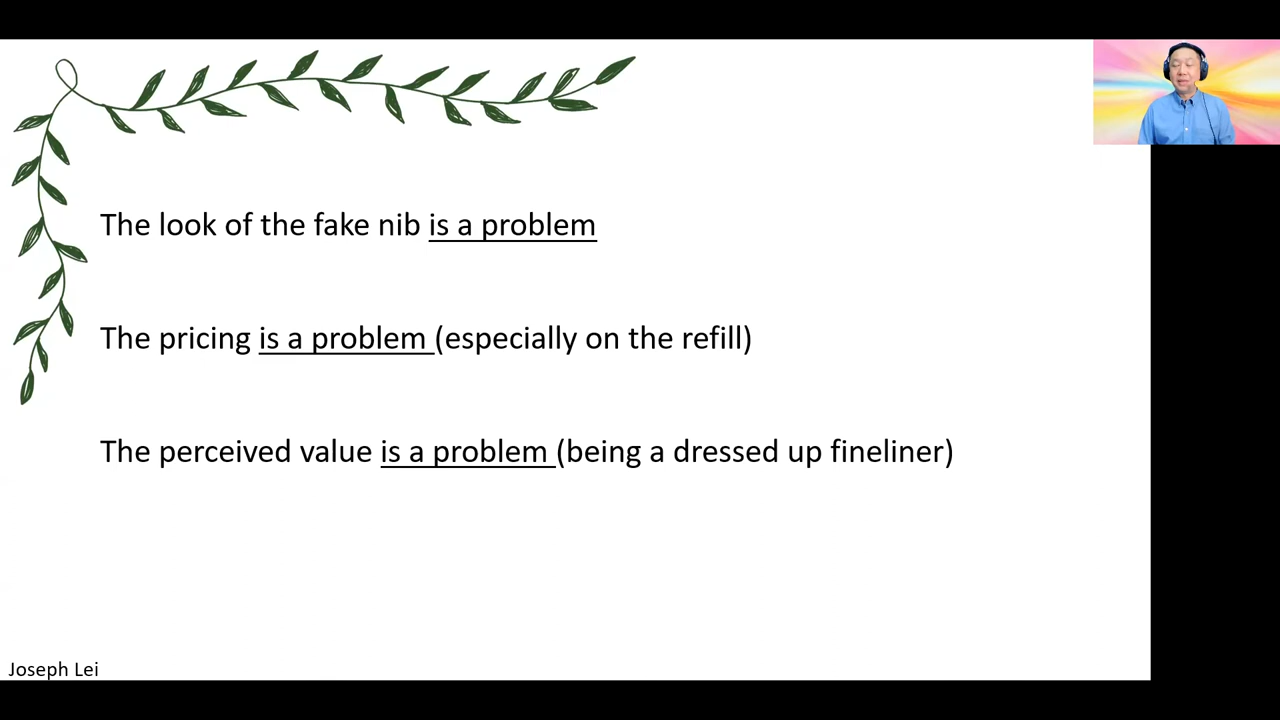 The look of the fake nib is a problem
The pricing is a problem (especially on the refill)
The perceived value is a problem (being a dressed up fineliner)
Joseph Lei